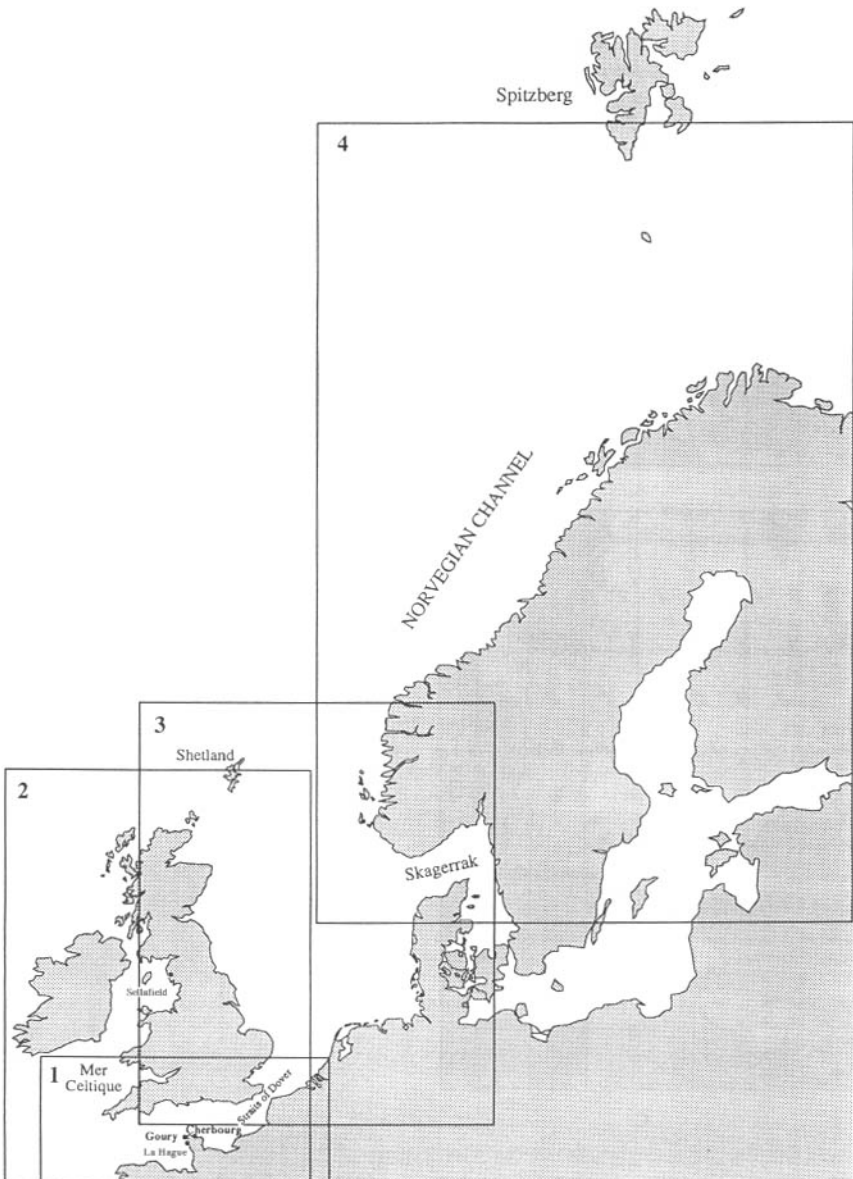 Spitzberg
4
NORVEGIAN CHANNEL
3
Shetland
2
Skagerrak
Sellafield
Mer
Celtique
1
Straits of Dover
Cherbourg
Goury
La Hague